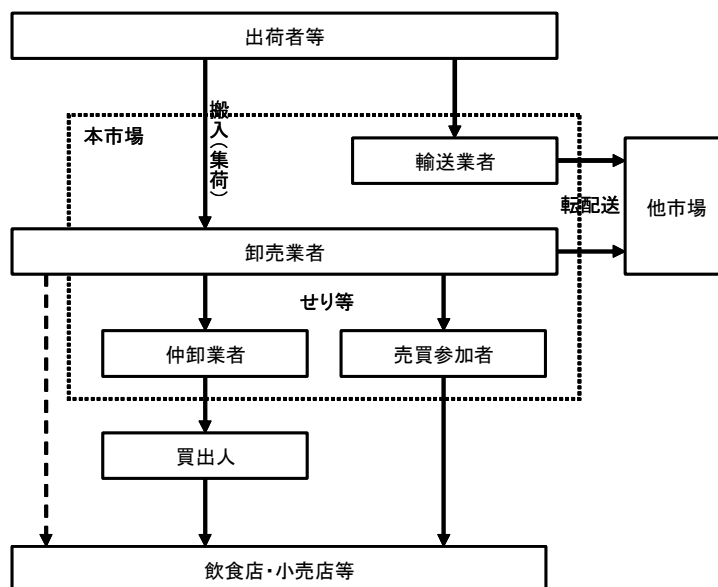 出荷者等
搬入(集荷)
本市場
輸送業者
転配送
他市場
卸売業者
せり等
仲卸業者
売買参加者
買出人
飲食店・小売店等